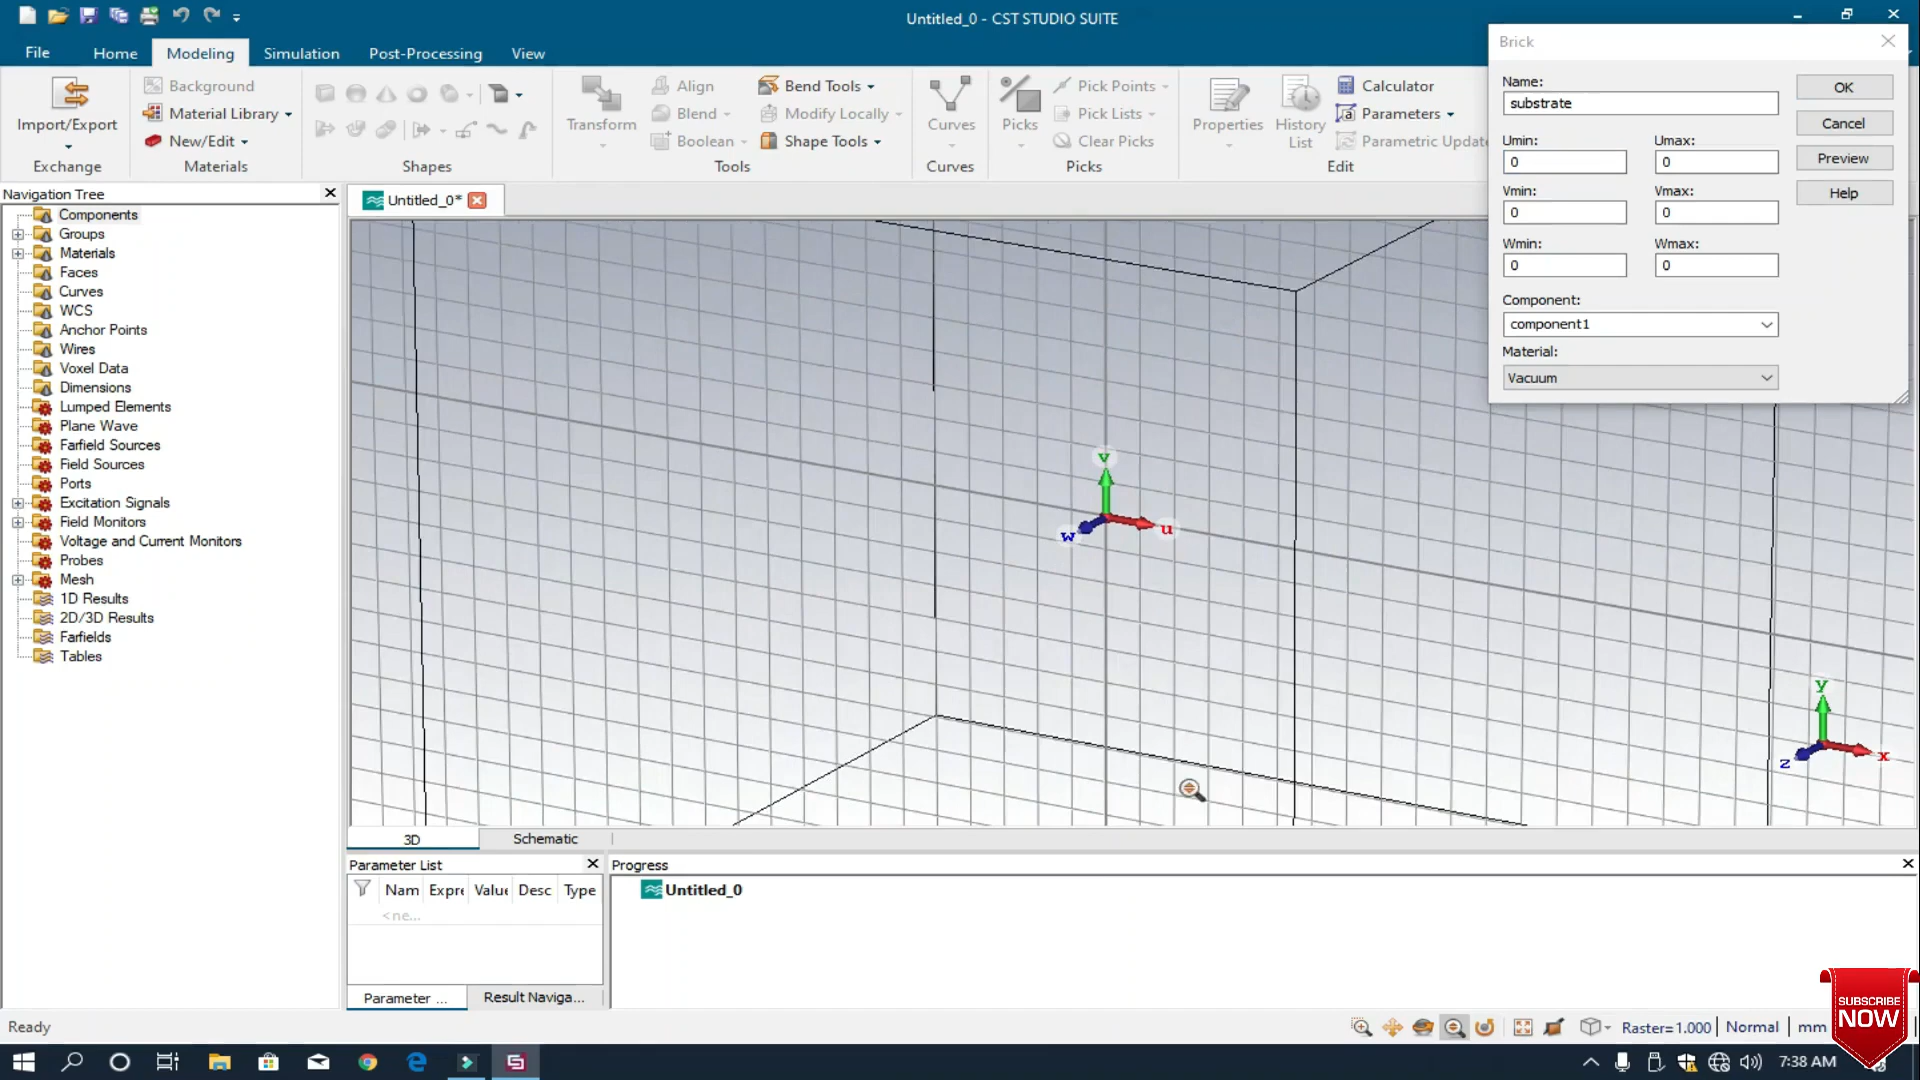 Untitled_0 - CST STUDIO SUITE
File Home Modeling Simulation Post-Processing View
Import/Export
Exchange
Background
Material Library
New/Edit
Materials
Shapes
Transform
Align
Blend
Boolean
Bend Tools
Modify Locally
Shape Tools
Tools
Curves
Curves
Picks
Pick Points
Pick Lists
Clear Picks
Picks
Properties
History List
Calculator
Parameters
Parametric Update
Edit
Brick
Name:
substrate
Umin: Umax:
0 0
Vmin: Vmax:
0 0
Wmin: Wmax:
0 0
Component:
component1
Material:
Vacuum
OK
Cancel
Preview
Help
Navigation Tree
Components
Groups
Materials
Faces
Curves
WCS
Anchor Points
Wires
Voxel Data
Dimensions
Lumped Elements
Plane Wave
Farfield Sources
Field Sources
Ports
Excitation Signals
Field Monitors
Voltage and Current Monitors
Probes
Mesh
1D Results
2D/3D Results
Farfields
Tables
Untitled_0*
v
w
u
y
z
x
3D Schematic
Parameter List
Nam Expre Value Desc Type
<ne...
Parameter ... Result Naviga...
Progress
Untitled_0
Ready
Raster=1.000 Normal mm
SUBSCRIBE
NOW
7:38 AM